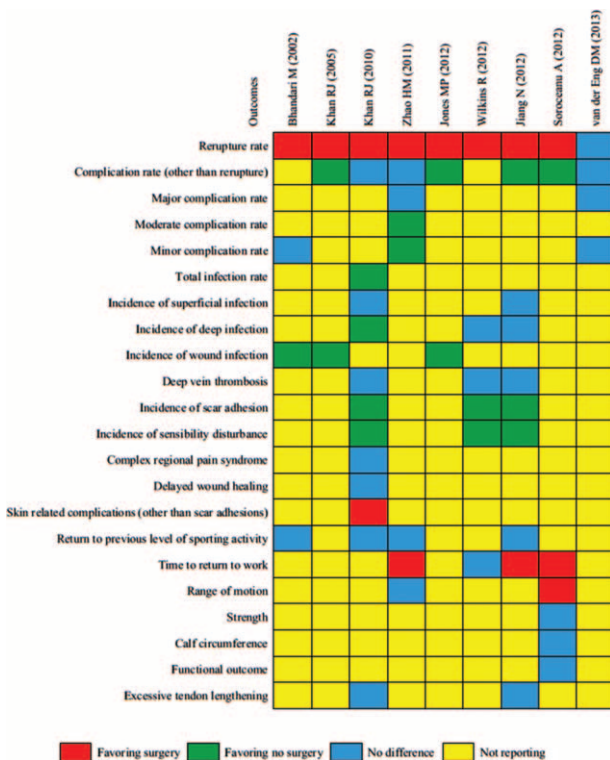 Outcomes
Bhandari M (2002)
Khan RJ (2005)
Khan RJ (2010)
Zhao HM (2011)
Jones MP (2012)
Wilkins R (2012)
Jiang N (2012)
Soroceanu A (2012)
van der Eng DM (2013)
Rerupture rate
Complication rate (other than rerupture)
Major complication rate
Moderate complication rate
Minor complication rate
Total infection rate
Incidence of superficial infection
Incidence of deep infection
Incidence of wound infection
Deep vein thrombosis
Incidence of scar adhesion
Incidence of sensibility disturbance
Complex regional pain syndrome
Delayed wound healing
Skin related complications (other than scar adhesions)
Return to previous level of sporting activity
Time to return to work
Range of motion
Strength
Calf circumference
Functional outcome
Excessive tendon lengthening
Favoring surgery Favoring no surgery No difference Not reporting